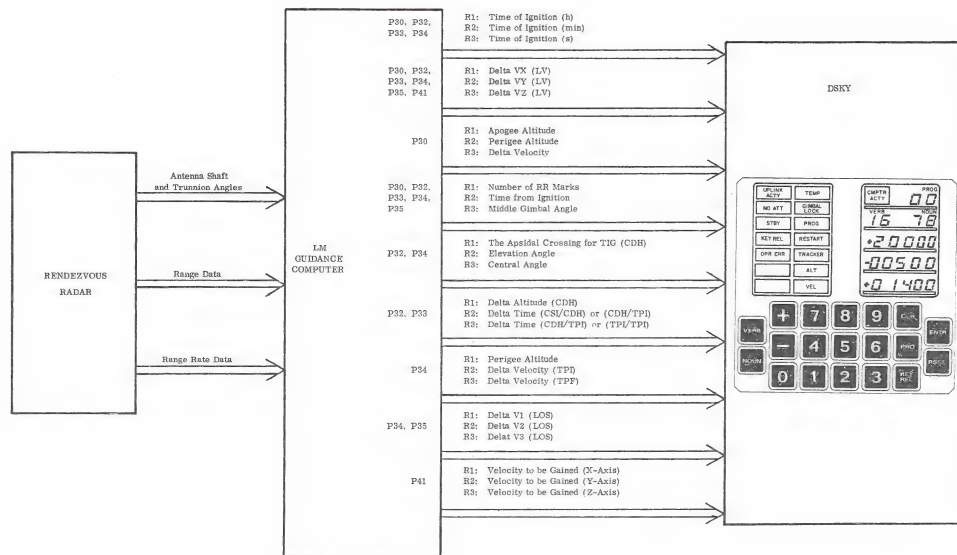 RENDEZVOUS
RADAR
Antenna Shaft
and Trunnion Angles
Range Data
Range Rate Data
LM
GUIDANCE
COMPUTER
P30, P32,
P33, P34
R1: Time of Ignition (h)
R2: Time of Ignition (min)
R3: Time of Ignition (s)
P30, P32,
P33, P34,
P35, P41
R1: Delta VX (LV)
R2: Delta VY (LV)
R3: Delta VZ (LV)
P30
R1: Apogee Altitude
R2: Perigee Altitude
R3: Delta Velocity
P30, P32,
P33, P34,
P35
R1: Number of RR Marks
R2: Time from Ignition
R3: Middle Gimbal Angle
P32, P34
R1: The Apsidal Crossing for TIG (CDH)
R2: Elevation Angle
R3: Central Angle
P32, P33
R1: Delta Altitude (CDH)
R2: Delta Time (CSI/CDH) or (CDH/TPI)
R3: Delta Time (CDH/TPI) or (TPI/TPI)
P34
R1: Perigee Altitude
R2: Delta Velocity (TPI)
R3: Delta Velocity (TPF)
P34, P35
R1: Delta V1 (LOS)
R2: Delta V2 (LOS)
R3: Delat V3 (LOS)
P41
R1: Velocity to be Gained (X-Axis)
R2: Velocity to be Gained (Y-Axis)
R3: Velocity to be Gained (Z-Axis)
DSKY
UPLINK ACTY TEMP
NO ATT GIMBAL LOCK
STBY PROG
KEY REL RESTART
OPR ERR TRACKER
ALT
VEL
CMPTR ACTY PROG
00
VERB NOUN
16 78
+20000
-00500
+01400
VERB + 7 8 9 CLR ENTR
NOUN - 4 5 6 PRO RSET
0 1 2 3 KEY REL